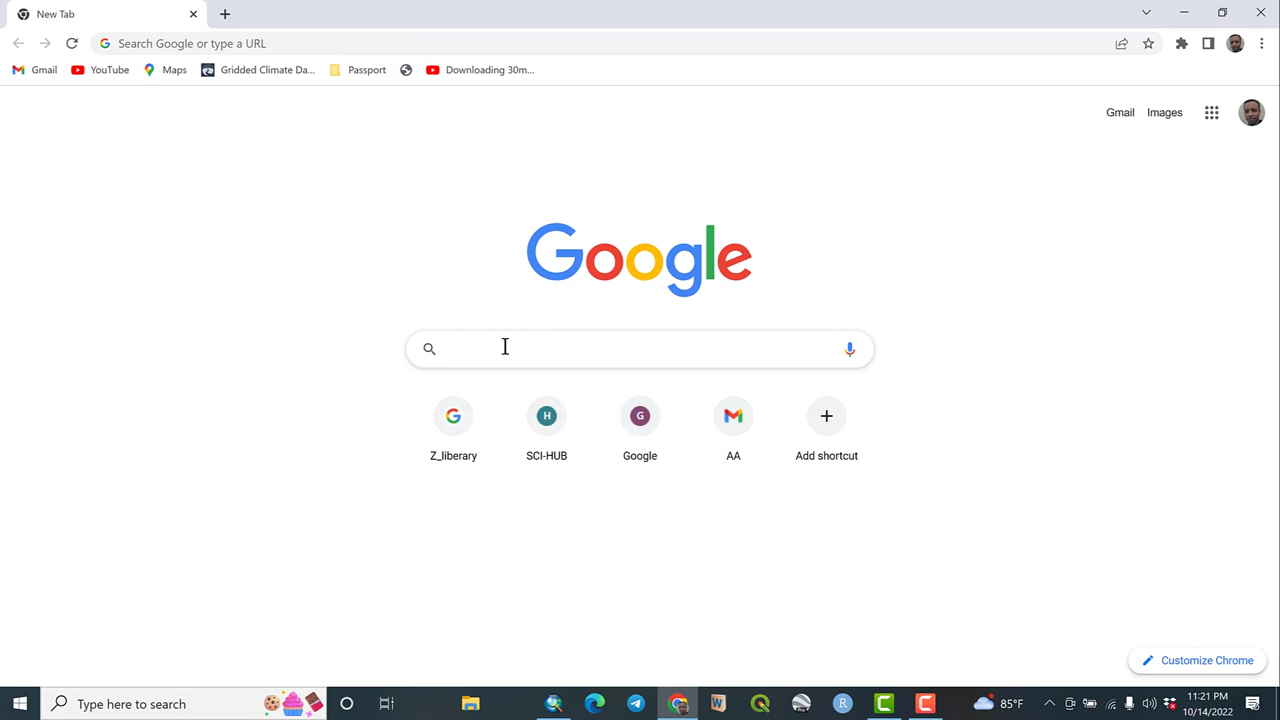 New Tab
Search Google or type a URL
Gmail YouTube Maps Gridded Climate Da... Passport Downloading 30m...
Gmail Images
Google
G H G
Z_liberary SCI-HUB Google AA Add shortcut
Customize Chrome
Type here to search
85°F
11:21 PM
10/14/2022